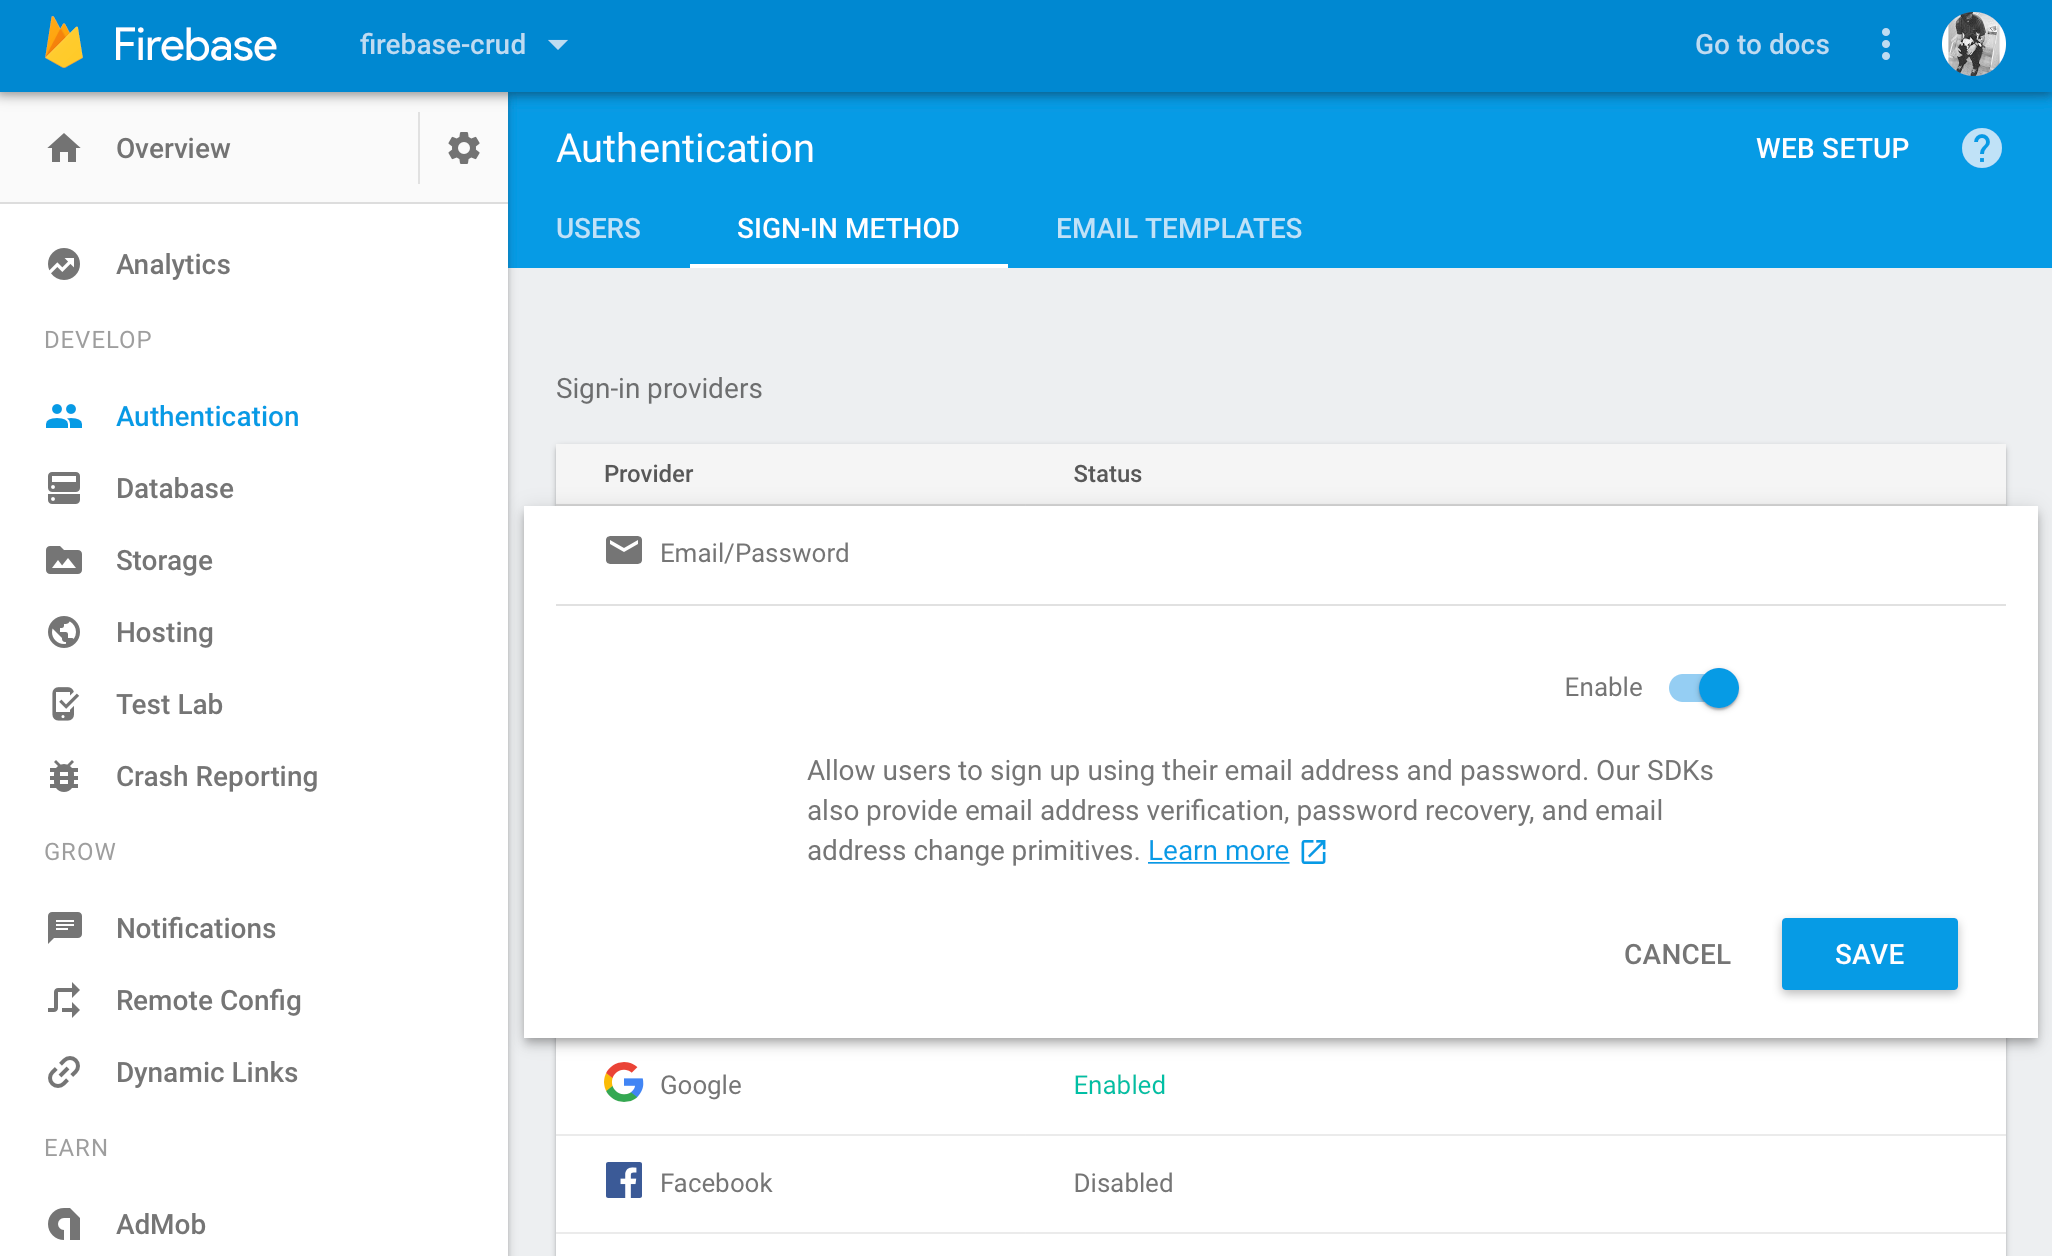 Firebase
firebase-crud
Go to docs
Overview
Analytics
DEVELOP
Authentication
Database
Storage
Hosting
Test Lab
Crash Reporting
GROW
Notifications
Remote Config
Dynamic Links
EARN
AdMob
Authentication
WEB SETUP
?
USERS
SIGN-IN METHOD
EMAIL TEMPLATES
Sign-in providers
Provider Status
Email/Password
Enable
Allow users to sign up using their email address and password. Our SDKs
also provide email address verification, password recovery, and email
address change primitives. Learn more
CANCEL
SAVE
Google Enabled
Facebook Disabled